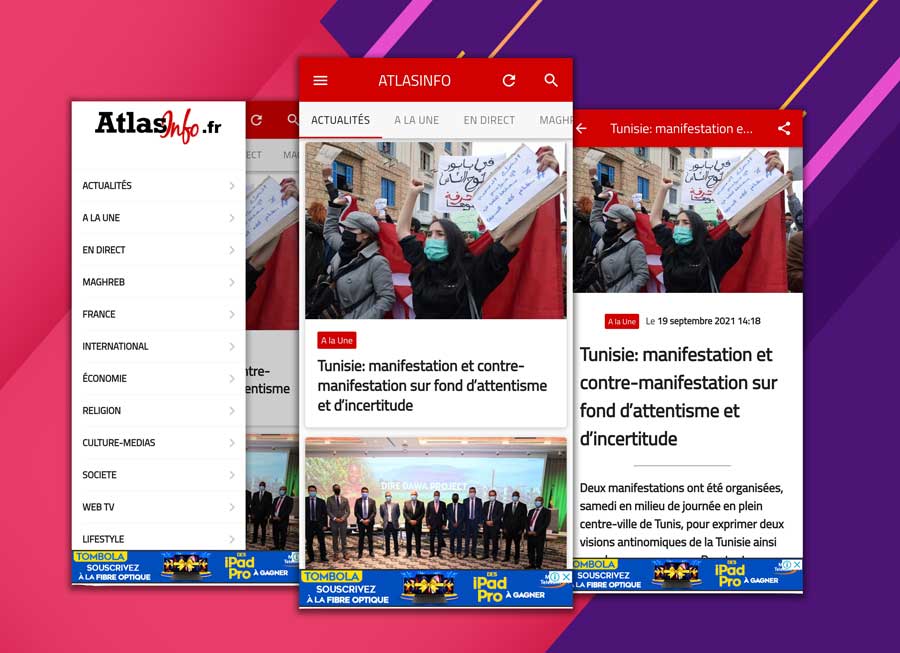 AtlasInfo.fr
ACTUALITÉS
A LA UNE
EN DIRECT
MAGHREB
FRANCE
INTERNATIONAL
ÉCONOMIE
RELIGION
CULTURE-MEDIAS
SOCIETE
WEB TV
LIFESTYLE
TOMBOLA
SOUSCRIVEZ
À LA FIBRE OPTIQUE
DES
iPad
Pro À GAGNER
ATLASINFO
ACTUALITÉS A LA UNE EN DIRECT MAGHR
A la Une
Tunisie: manifestation et contre-
manifestation sur fond d'attentisme
et d'incertitude
DIRE DAWA PROJECT
TOMBOLA
SOUSCRIVEZ
À LA FIBRE OPTIQUE
DES
iPad
Pro À GAGNER
Tunisie: manifestation e...
A la Une Le 19 septembre 2021 14:18
Tunisie: manifestation et
contre-manifestation sur
fond d'attentisme et
d'incertitude
Deux manifestations ont été organisées,
samedi en milieu de journée en plein
centre-ville de Tunis, pour exprimer deux
visions antinomiques de la Tunisie ainsi
OMBOLA
SOUSCRIVEZ
À LA FIBRE OPTIQUE
DES
iPad
Pro À GAGNER